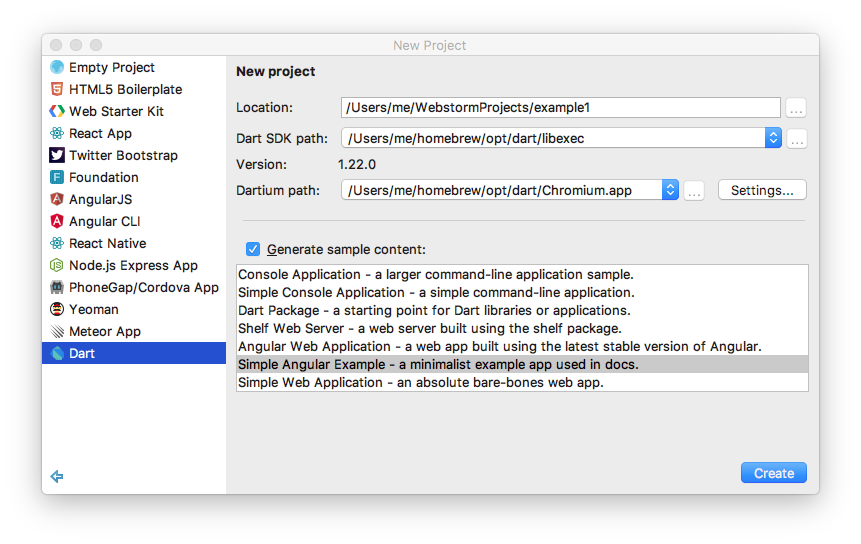 New Project
Empty Project
HTML5 Boilerplate
Web Starter Kit
React App
Twitter Bootstrap
Foundation
AngularJS
Angular CLI
React Native
Node.js Express App
PhoneGap/Cordova App
Yeoman
Meteor App
Dart
New project
Location: /Users/me/WebstormProjects/example1 ...
Dart SDK path: /Users/me/homebrew/opt/dart/libexec ...
Version: 1.22.0
Dartium path: /Users/me/homebrew/opt/dart/Chromium.app ... Settings...
Generate sample content:
Console Application - a larger command-line application sample.
Simple Console Application - a simple command-line application.
Dart Package - a starting point for Dart libraries or applications.
Shelf Web Server - a web server built using the shelf package.
Angular Web Application - a web app built using the latest stable version of Angular.
Simple Angular Example - a minimalist example app used in docs.
Simple Web Application - an absolute bare-bones web app.
Create